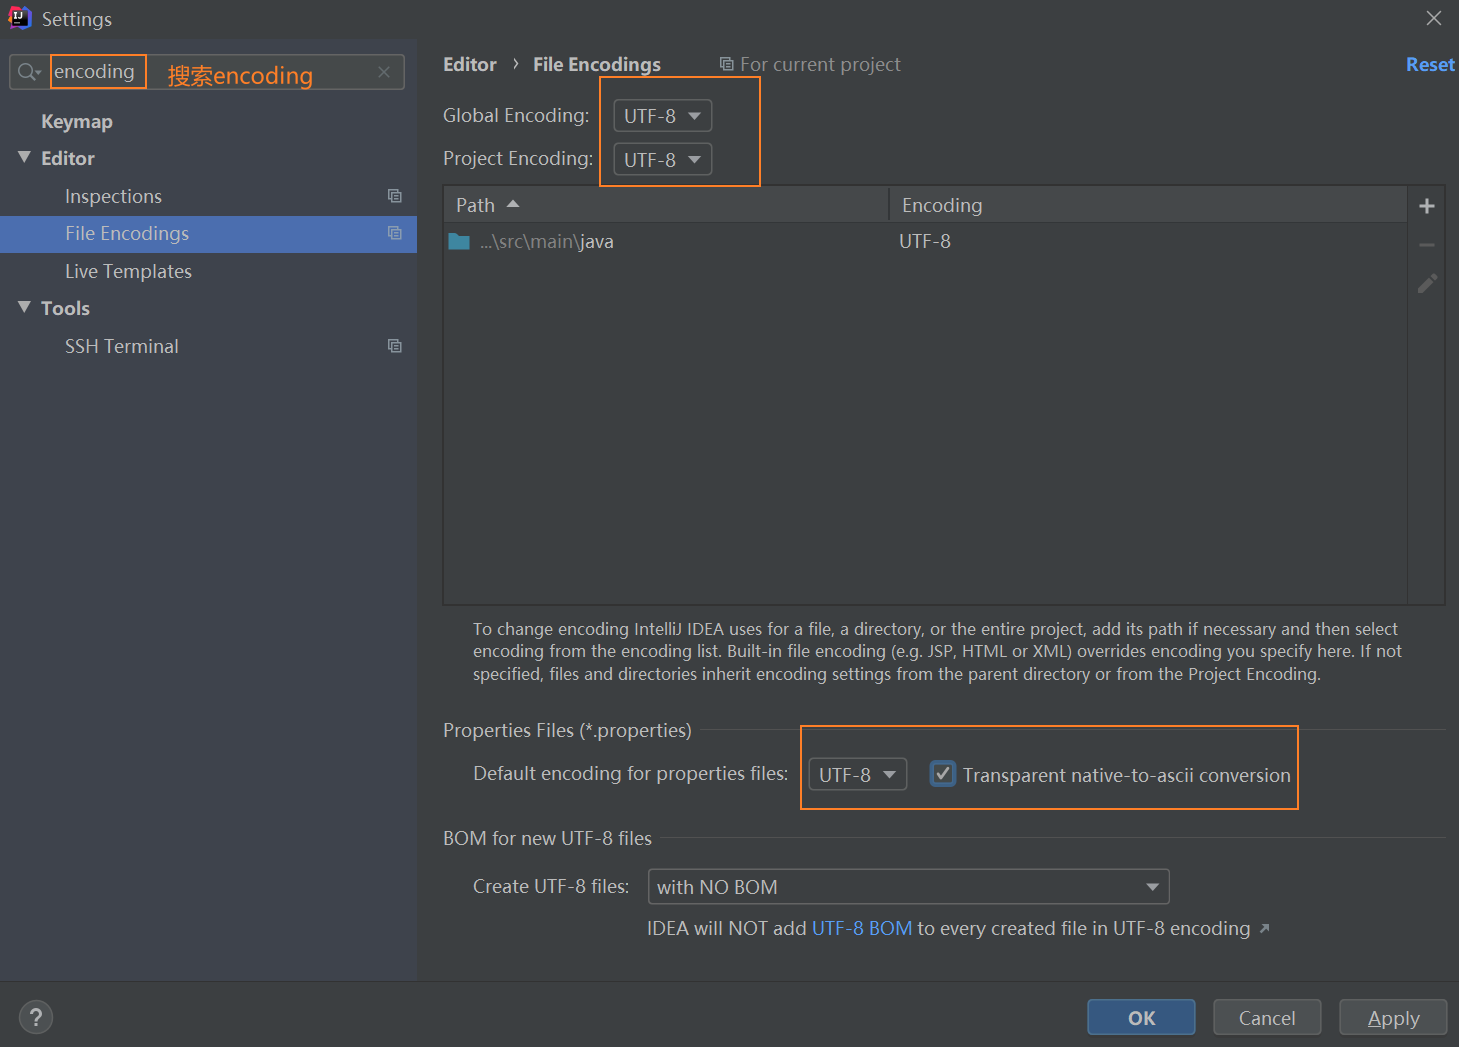 Settings
encoding 搜索encoding
Keymap
Editor
Inspections
File Encodings
Live Templates
Tools
SSH Terminal
Editor › File Encodings For current project Reset
Global Encoding: UTF-8
Project Encoding: UTF-8
Path Encoding
...\src\main\java UTF-8
To change encoding IntelliJ IDEA uses for a file, a directory, or the entire project, add its path if necessary and then select
encoding from the encoding list. Built-in file encoding (e.g. JSP, HTML or XML) overrides encoding you specify here. If not
specified, files and directories inherit encoding settings from the parent directory or from the Project Encoding.
Properties Files (*.properties)
Default encoding for properties files: UTF-8 Transparent native-to-ascii conversion
BOM for new UTF-8 files
Create UTF-8 files: with NO BOM
IDEA will NOT add UTF-8 BOM to every created file in UTF-8 encoding
? OK Cancel Apply